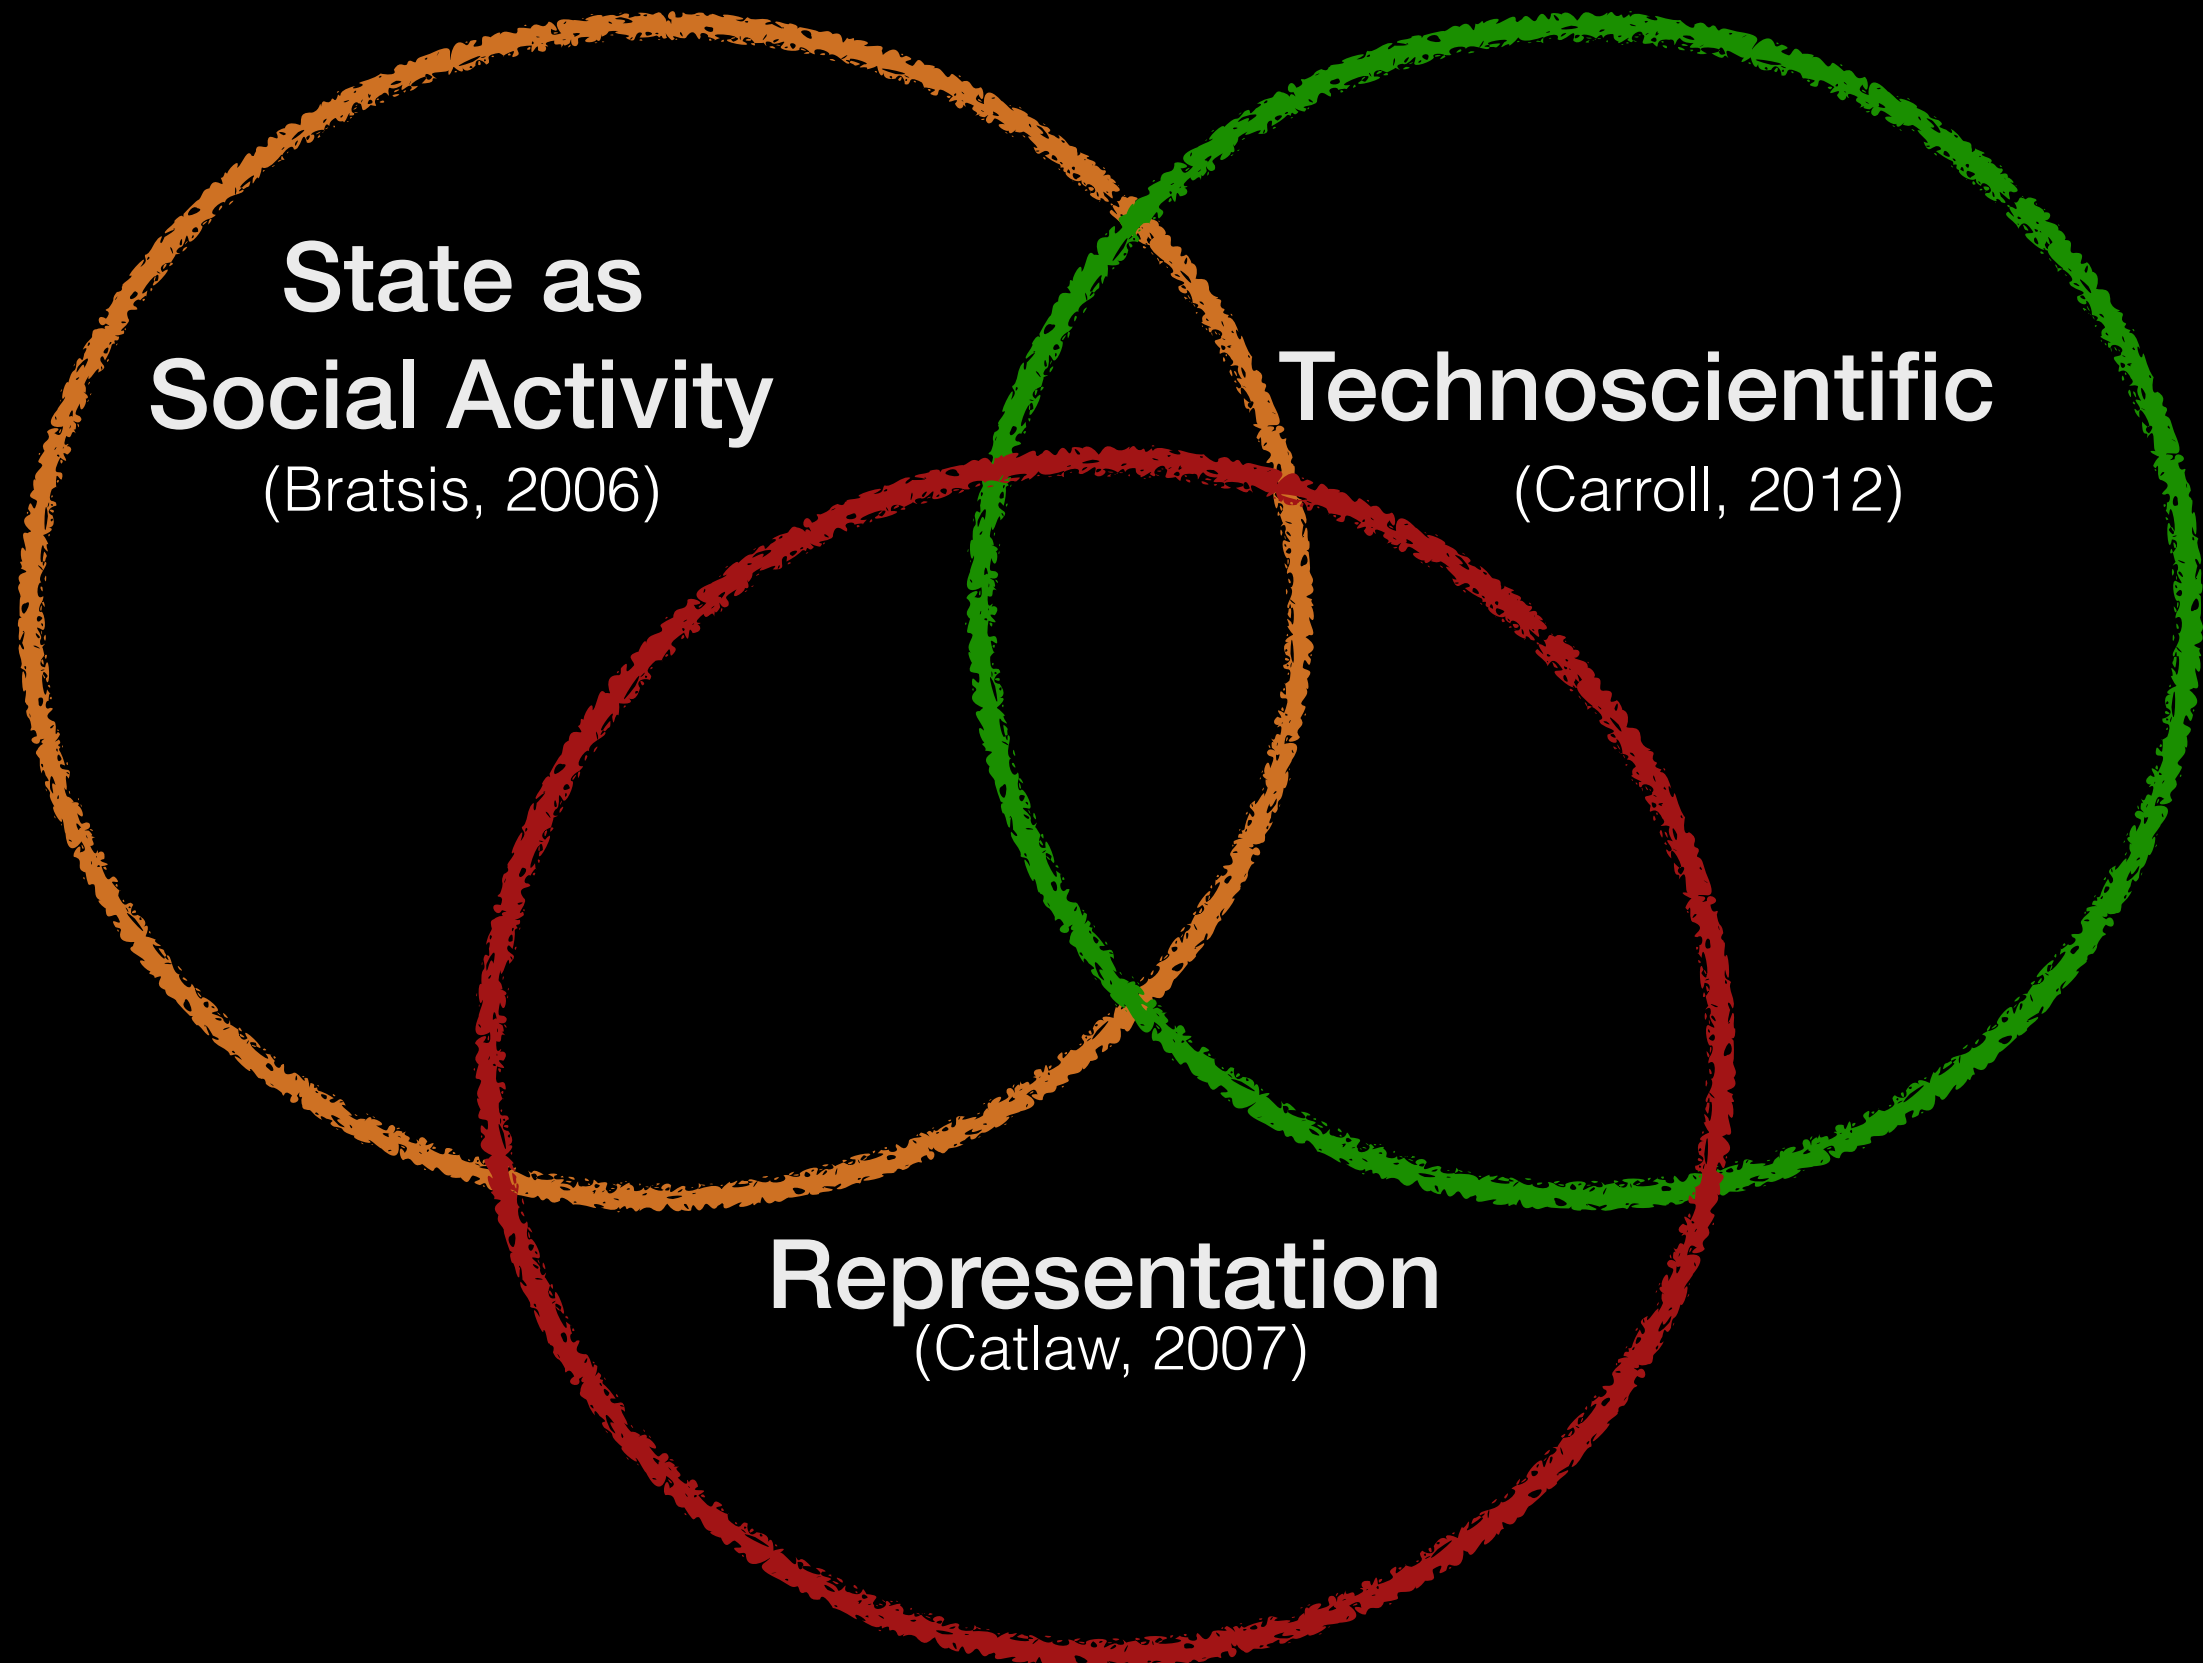 State as
Social Activity
(Bratsis, 2006)
Technoscientific
(Carroll, 2012)
Representation
(Catlaw, 2007)